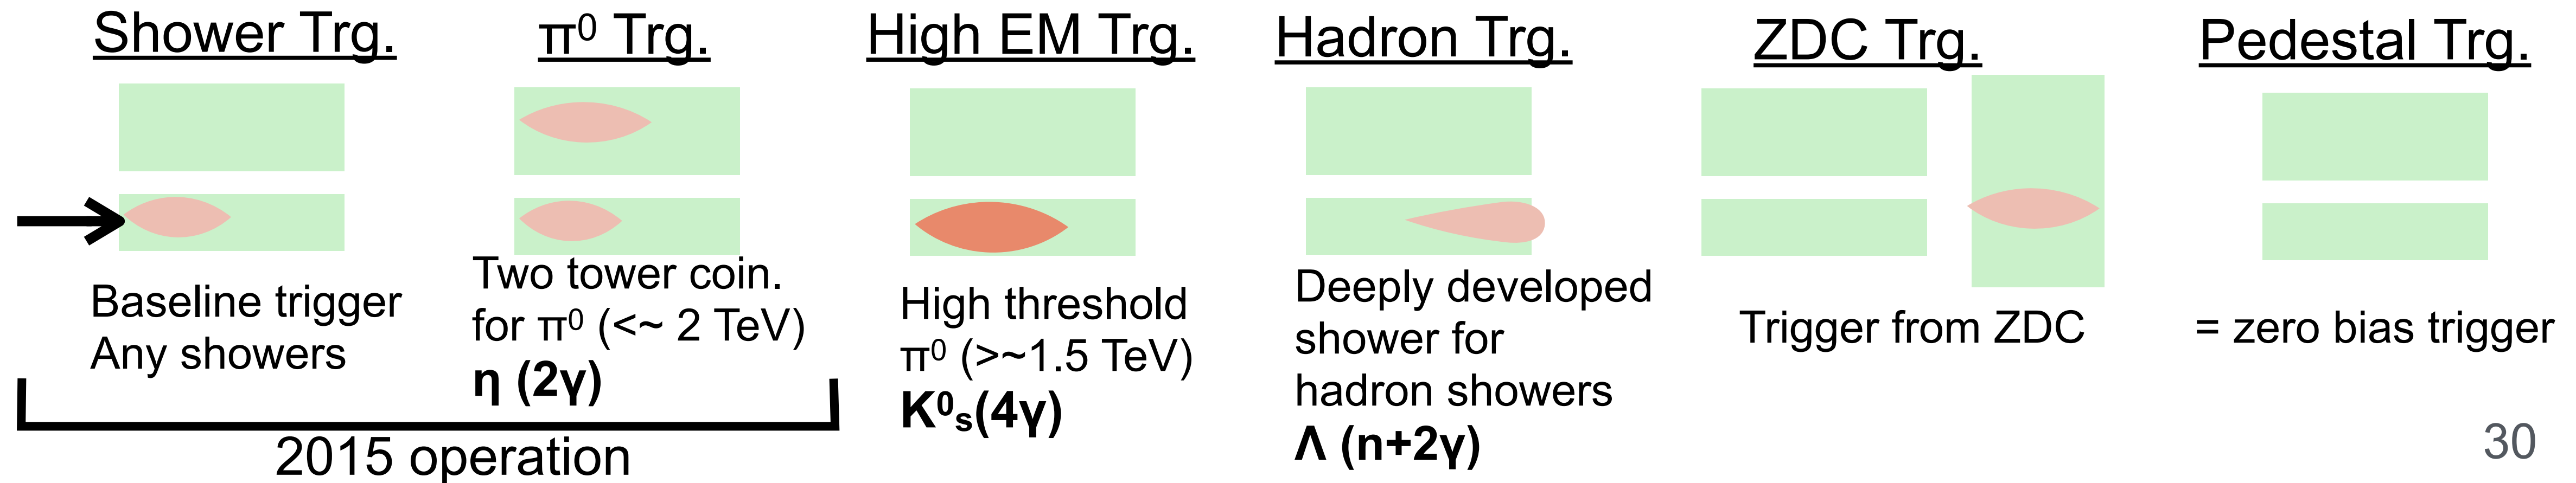 Shower Trg.
Baseline trigger
Any showers
π⁰ Trg.
Two tower coin.
for π⁰ (<~ 2 TeV)
η (2γ)
2015 operation
High EM Trg.
High threshold
π⁰ (>~1.5 TeV)
K⁰ₛ(4γ)
Hadron Trg.
Deeply developed
shower for
hadron showers
Λ (n+2γ)
ZDC Trg.
Trigger from ZDC
Pedestal Trg.
= zero bias trigger
30